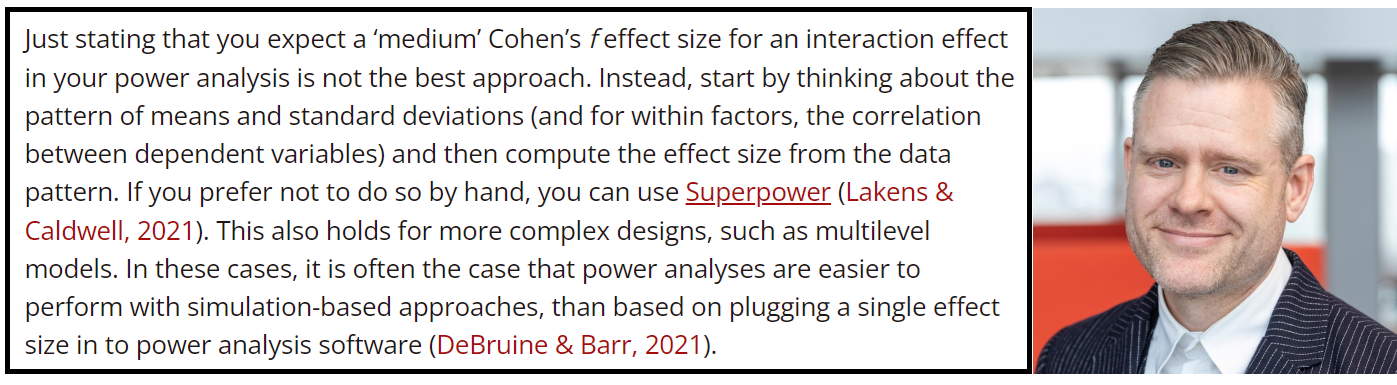 Just stating that you expect a ‘medium’ Cohen’s f effect size for an interaction effect
in your power analysis is not the best approach. Instead, start by thinking about the
pattern of means and standard deviations (and for within factors, the correlation
between dependent variables) and then compute the effect size from the data
pattern. If you prefer not to do so by hand, you can use Superpower (Lakens &
Caldwell, 2021). This also holds for more complex designs, such as multilevel
models. In these cases, it is often the case that power analyses are easier to
perform with simulation-based approaches, than based on plugging a single effect
size in to power analysis software (DeBruine & Barr, 2021).